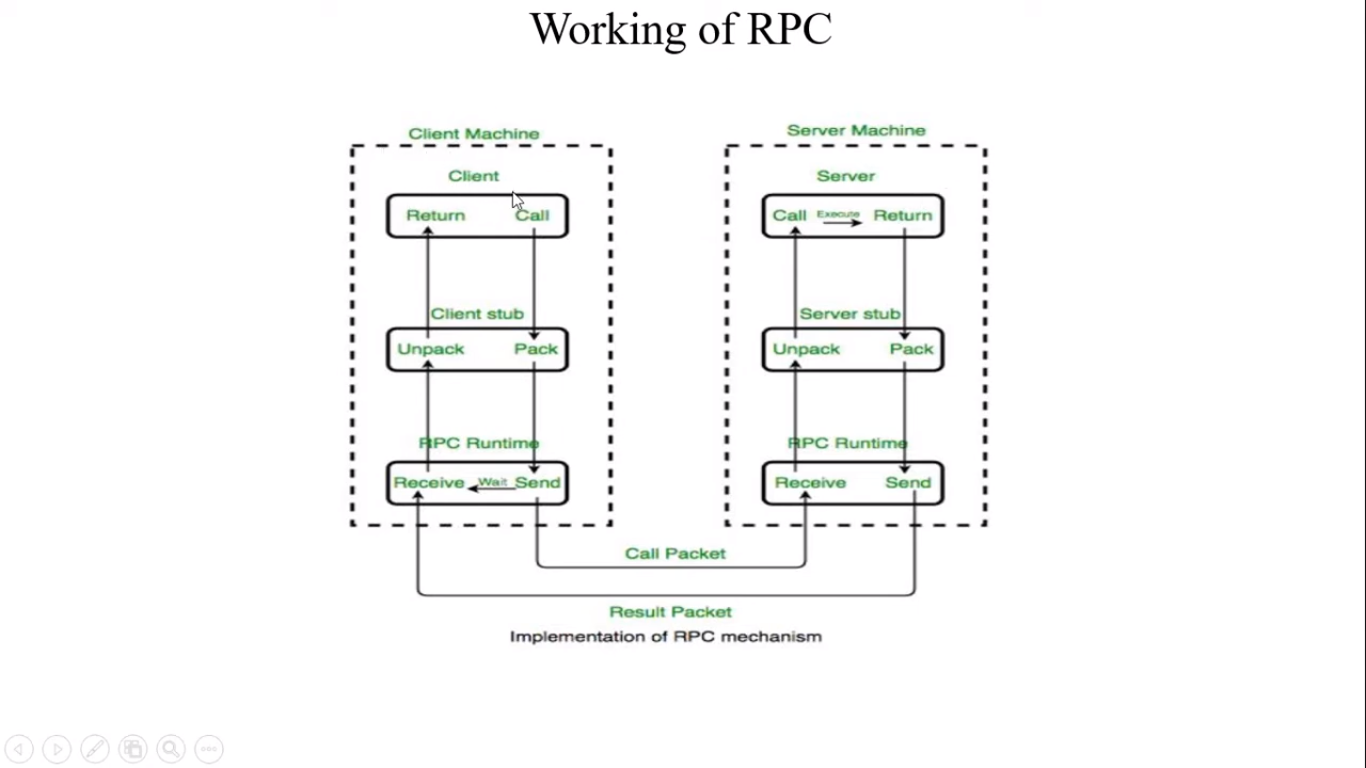 Working of RPC
Client Machine
Client
Return Call
Client stub
Unpack Pack
RPC Runtime
Receive Wait Send
Server Machine
Server
Call Execute Return
Server stub
Unpack Pack
RPC Runtime
Receive Send
Call Packet
Result Packet
Implementation of RPC mechanism